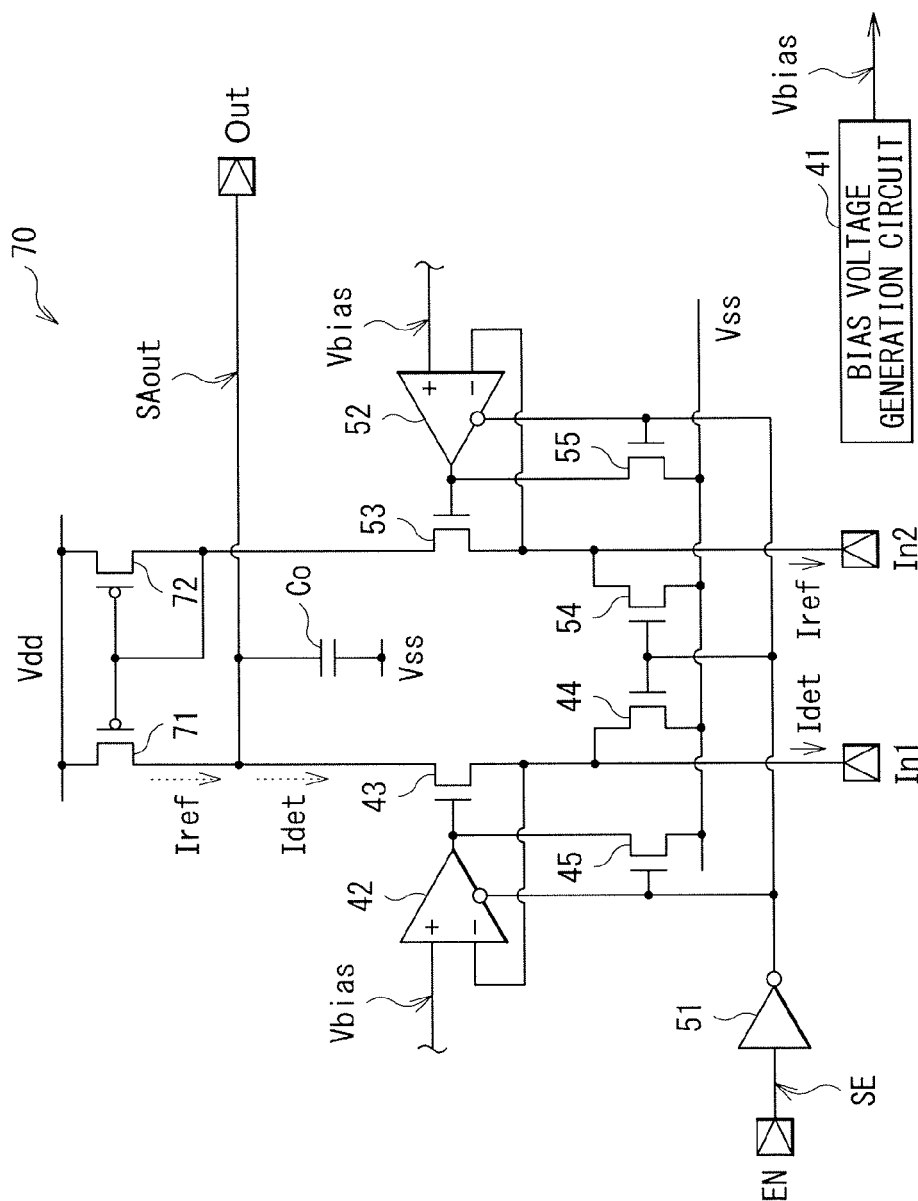 70
Vdd
71
72
Iref
Idet
SAout
Out
Co
Vss
Vbias
42
+
-
43
53
52
+
-
Vbias
45
44
54
55
Vss
51
SE
EN
Idet
Iref
In1
In2
41
BIAS VOLTAGE
GENERATION CIRCUIT
Vbias